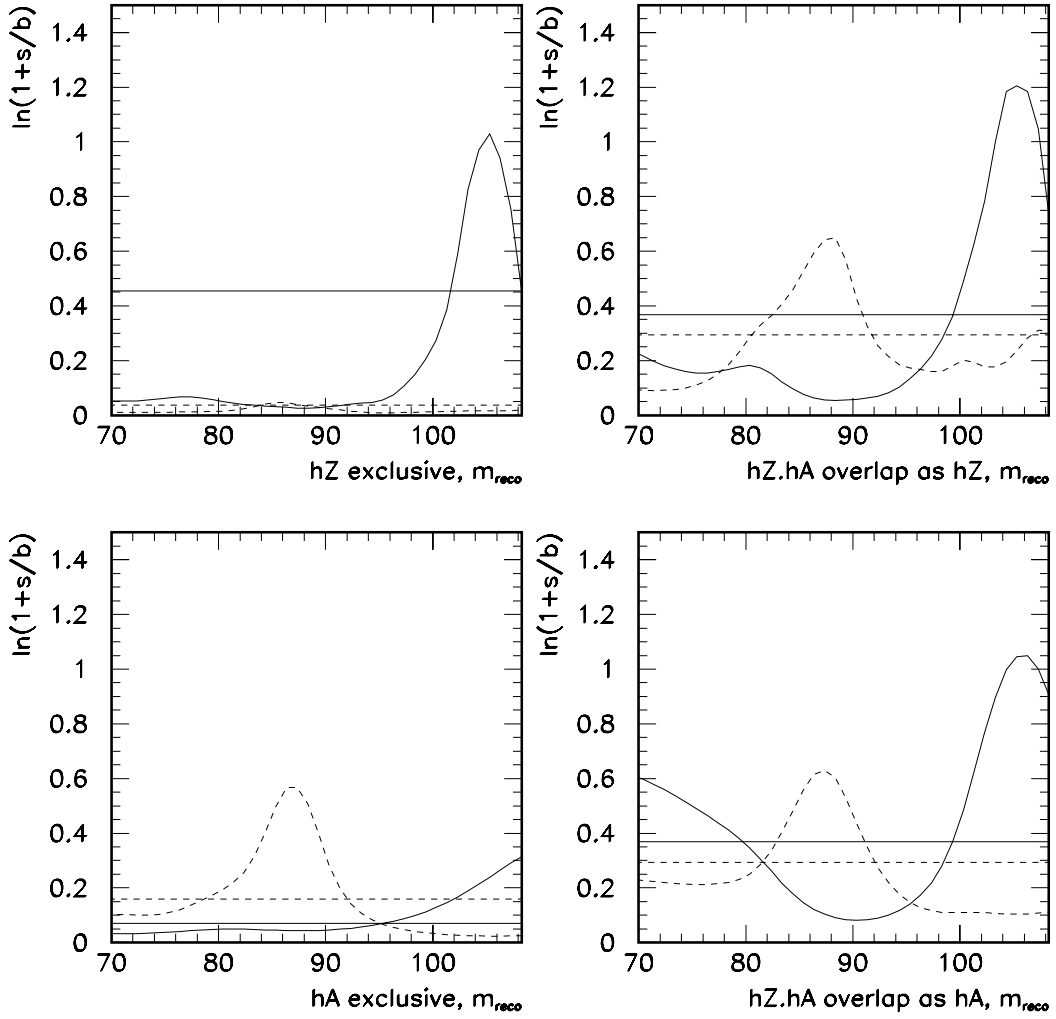 ln(1+s/b)
1.4
1.2
1
0.8
0.6
0.4
0.2
0
70 80 90 100
hZ exclusive, m_reco
ln(1+s/b)
1.4
1.2
1
0.8
0.6
0.4
0.2
0
70 80 90 100
hZ.hA overlap as hZ, m_reco
ln(1+s/b)
1.4
1.2
1
0.8
0.6
0.4
0.2
0
70 80 90 100
hA exclusive, m_reco
ln(1+s/b)
1.4
1.2
1
0.8
0.6
0.4
0.2
0
70 80 90 100
hZ.hA overlap as hA, m_reco